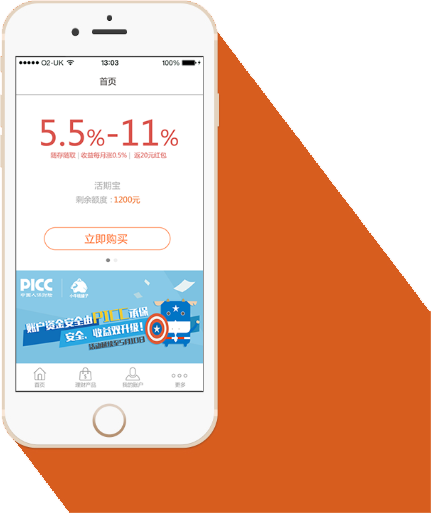 O2-UK 13:03 100%
首页
5.5%-11%
随存随取 | 收益每月涨0.5% | 返20元红包
活期宝
剩余额度：1200元
立即购买
PICC
中国人民保险
账户资金安全由PICC承保
安全、收益双升级!
首页 理财产品 我的账户 更多